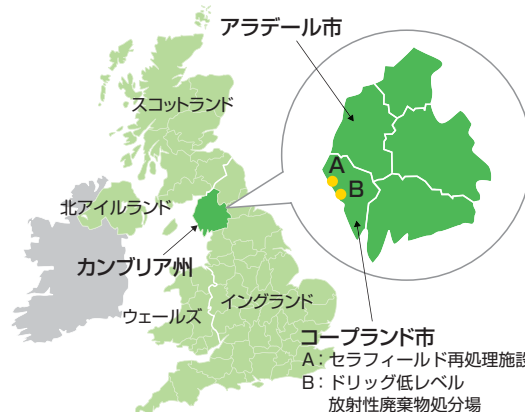 アラデール市
スコットランド
A
B
北アイルランド
カンブリア州
イングランド
ウェールズ
コープランド市
A：セラフィールド再処理施設
B：ドリッグ低レベル
放射性廃棄物処分場